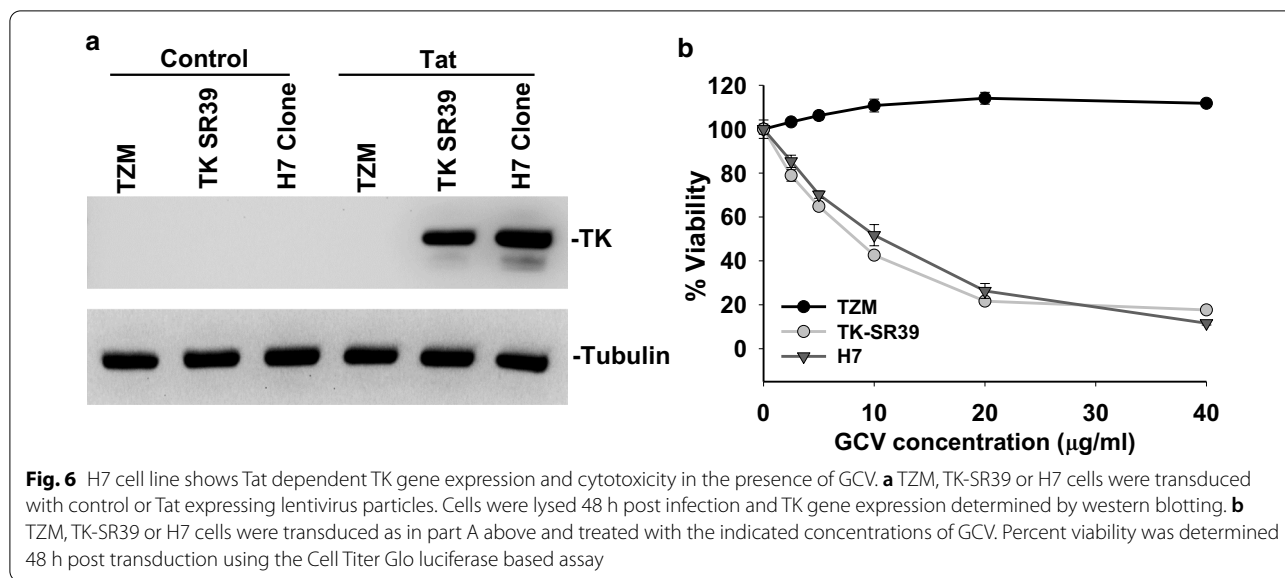 a
Control Tat
TZM
TK SR39
H7 Clone
TZM
TK SR39
H7 Clone
-TK
-Tubulin
b
120
100
80
60
40
20
0
% Viability
TZM
TK-SR39
H7
0 10 20 30 40
GCV concentration (μg/ml)
Fig. 6 H7 cell line shows Tat dependent TK gene expression and cytotoxicity in the presence of GCV. a TZM, TK-SR39 or H7 cells were transduced
with control or Tat expressing lentivirus particles. Cells were lysed 48 h post infection and TK gene expression determined by western blotting. b
TZM, TK-SR39 or H7 cells were transduced as in part A above and treated with the indicated concentrations of GCV. Percent viability was determined
48 h post transduction using the Cell Titer Glo luciferase based assay